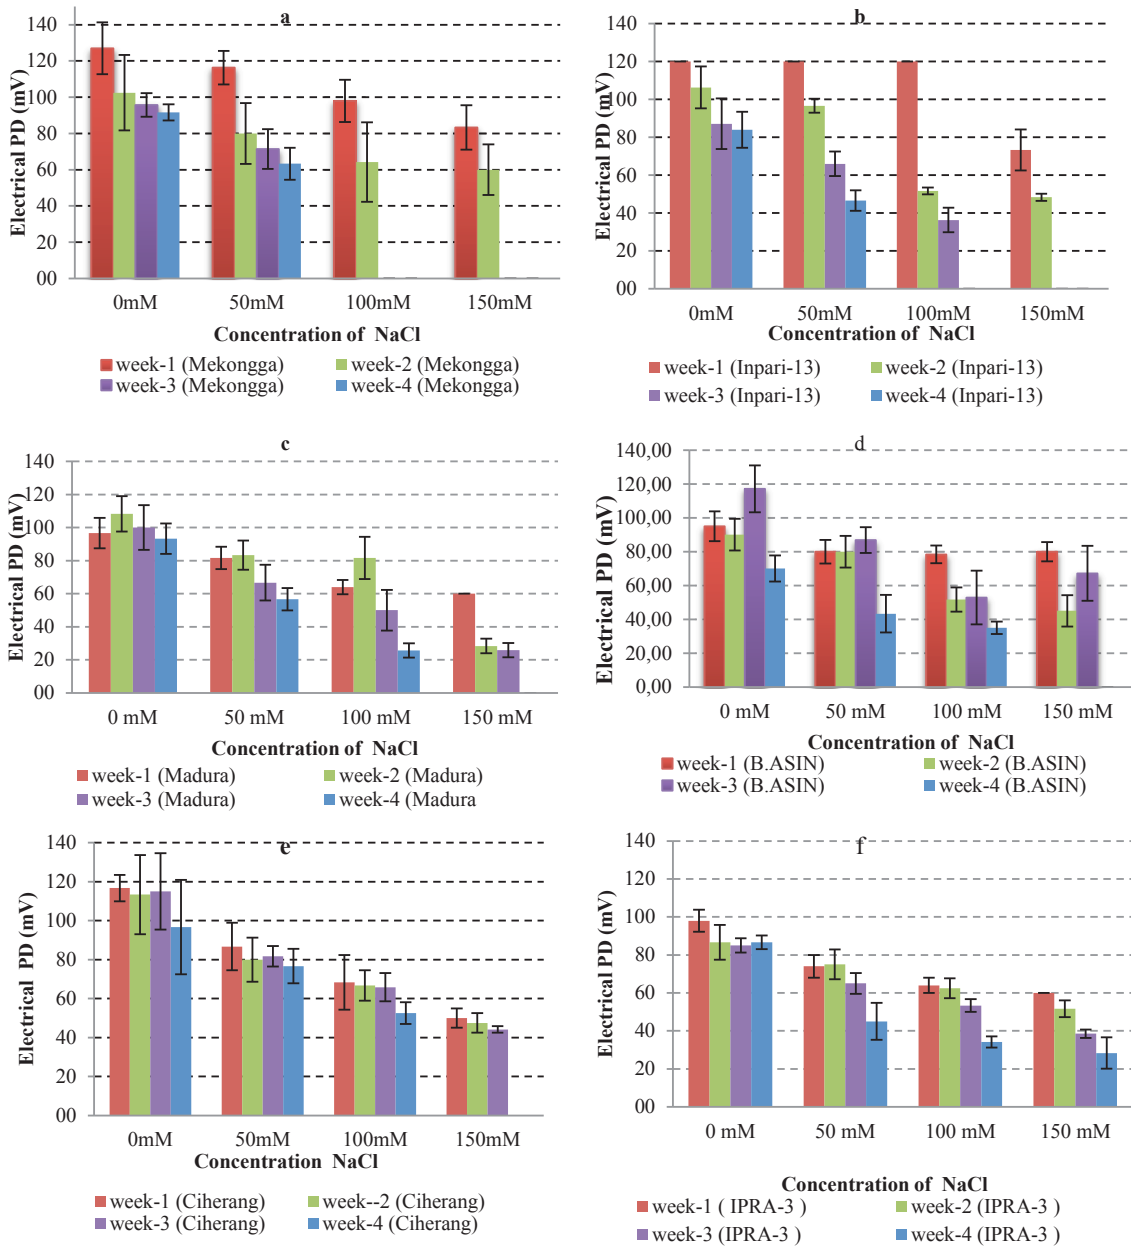 a
Electrical PD (mV)
140
120
100
80
60
40
20
00
0mM 50mM 100mM 150mM
Concentration of NaCl
week-1 (Mekongga) week-2 (Mekongga)
week-3 (Mekongga) week-4 (Mekongga)
b
Electrical PD (mV)
140
120
100
80
60
40
20
00
0mM 50mM 100mM 150mM
Concentration of NaCl
week-1 (Inpari-13) week-2 (Inpari-13)
week-3 (Inpari-13) week-4 (Inpari-13)
c
Electrical PD (mV)
140
120
100
80
60
40
20
00
0 mM 50 mM 100 mM 150 mM
Concentration of NaCl
week-1 (Madura) week-2 (Madura)
week-3 (Madura) week-4 (Madura
d
Electrical PD (mV)
140,00
120,00
100,00
80,00
60,00
40,00
20,00
0,00
0 mM 50 mM 100 mM 150 mM
Concentration of NaCl
week-1 (B.ASIN) week-2 (B.ASIN)
week-3 (B.ASIN) week-4 (B.ASIN)
e
Electrical PD (mV)
140
120
100
80
60
40
20
00
0mM 50mM 100mM 150mM
Concentration NaCl
week-1 (Ciherang) week--2 (Ciherang)
week-3 (Ciherang) week-4 (Ciherang)
f
Electrical PD (mV)
140
120
100
80
60
40
20
00
0 mM 50 mM 100 mM 150 mM
Concentration of NaCl
week-1 ( IPRA-3 ) week-2 (IPRA-3 )
week-3 (IPRA-3 ) week-4 (IPRA-3 )